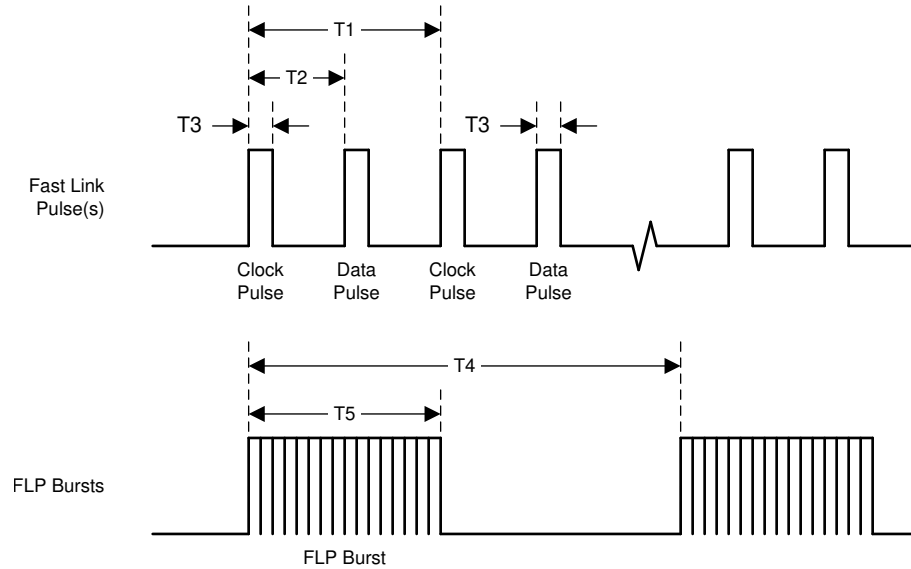 T1
T2
T3
T3
Fast Link
Pulse(s)
Clock
Pulse
Data
Pulse
Clock
Pulse
Data
Pulse
T4
T5
FLP Bursts
FLP Burst